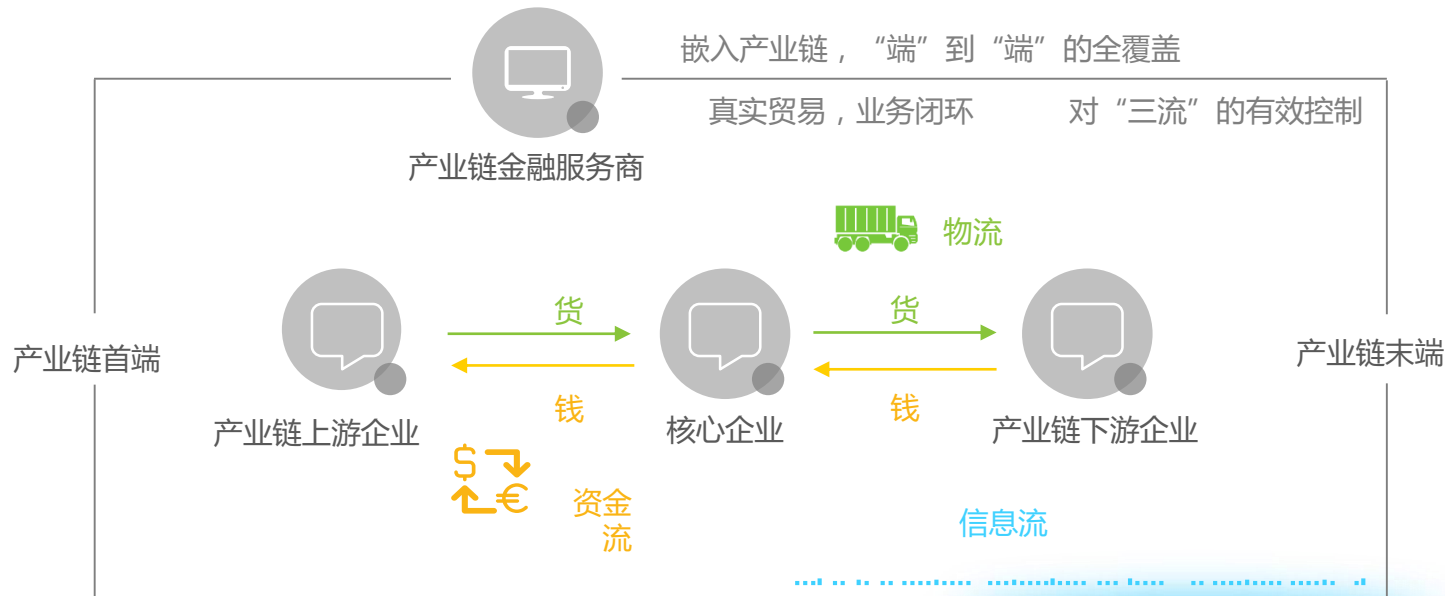 嵌入产业链，“端”到“端”的全覆盖
真实贸易，业务闭环 对“三流”的有效控制
产业链金融服务商
物流
货
货
产业链首端
产业链末端
钱
钱
产业链上游企业
核心企业
产业链下游企业
$
€
资金
流
信息流